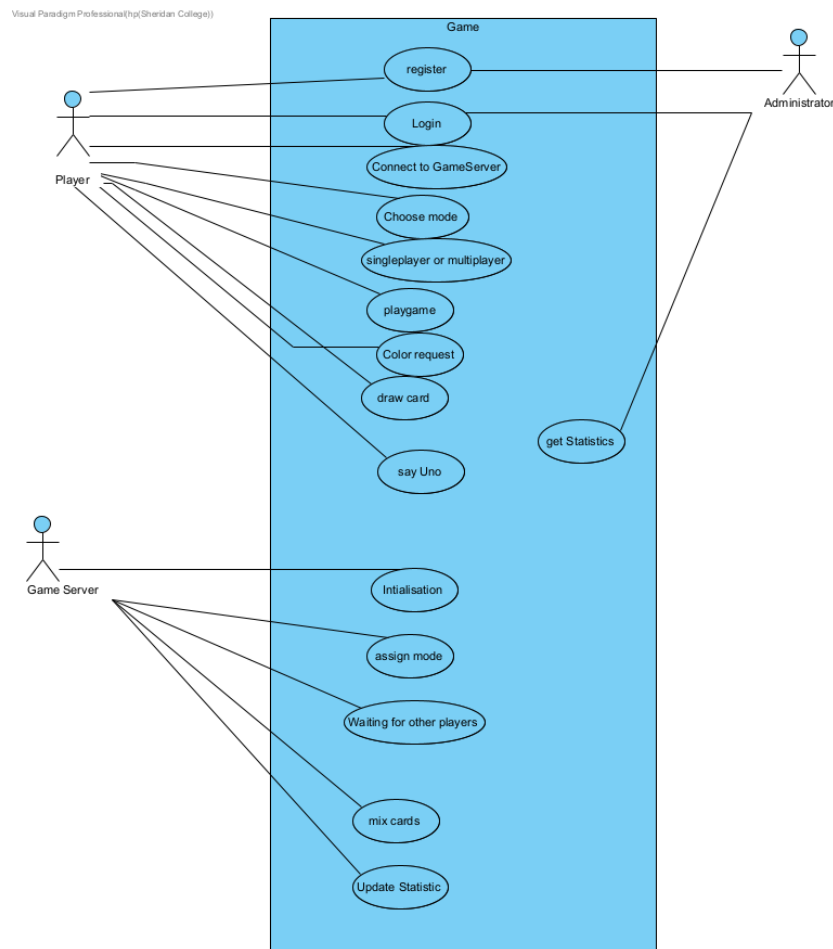 Visual Paradigm Professional(hp(Sheridan College))
Game
register
Administrator
Login
Connect to GameServer
Player
Choose mode
singleplayer or multiplayer
playgame
Color request
draw card
get Statistics
say Uno
Game Server
Intialisation
assign mode
Waiting for other players
mix cards
Update Statistic